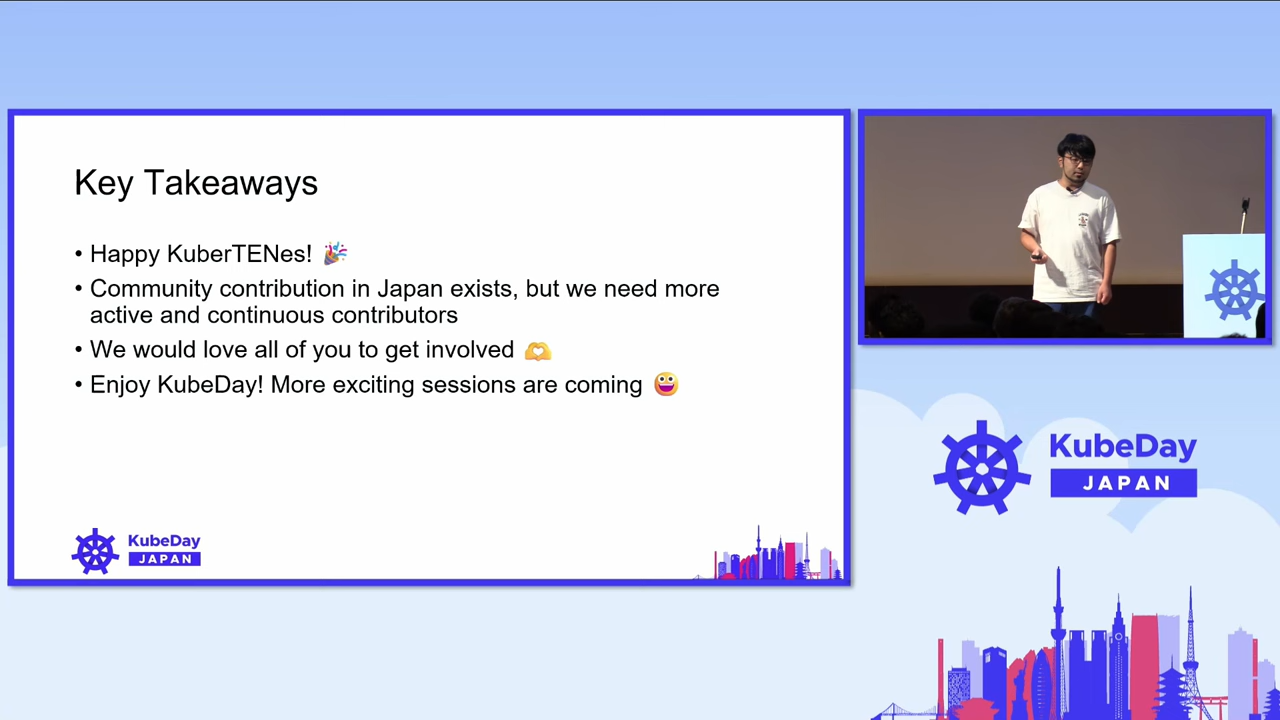 Key Takeaways
• Happy KuberTENes! 🎉
• Community contribution in Japan exists, but we need more
active and continuous contributors
• We would love all of you to get involved 🫶
• Enjoy KubeDay! More exciting sessions are coming 😀
KubeDay
JAPAN
KubeDay
JAPAN